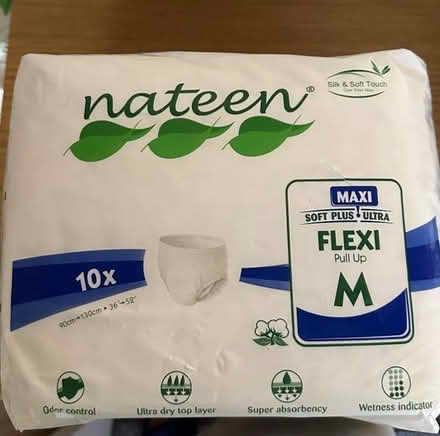 nateen®
Silk & Soft Touch
MAXI
SOFT PLUS ULTRA
FLEXI
Pull Up
M
10x
90cm→130cm • 36"→58"
Odor control
Ultra dry top layer
Super absorbency
Wetness indicator